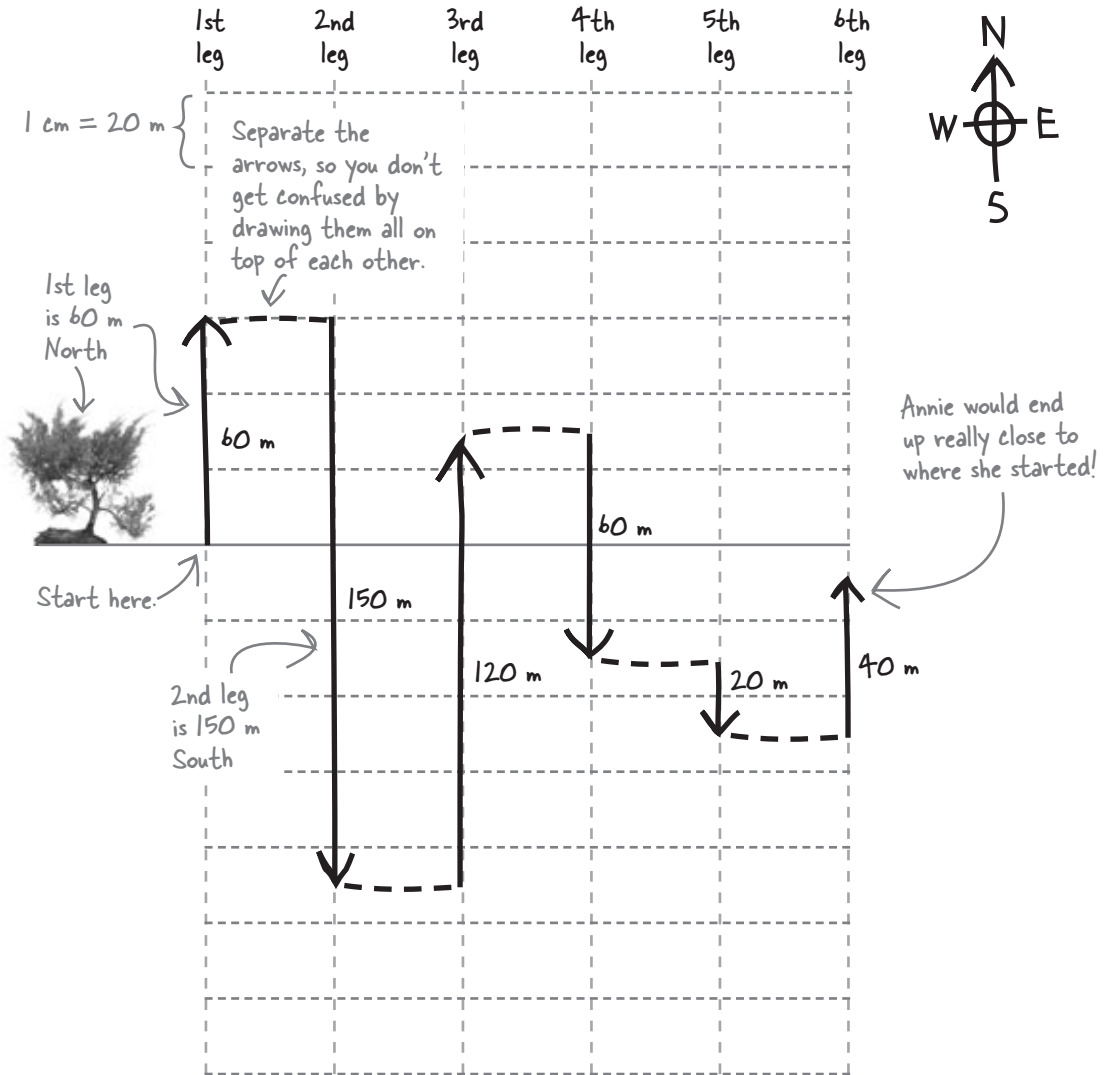 1st
leg
2nd
leg
3rd
leg
4th
leg
5th
leg
6th
leg
N
W
E
S
1 cm = 20 m
Separate the
arrows, so you don't
get confused by
drawing them all on
top of each other.
1st leg
is 60 m
North
60 m
Annie would end
up really close to
where she started!
60 m
Start here.
150 m
120 m
20 m
40 m
2nd leg
is 150 m
South